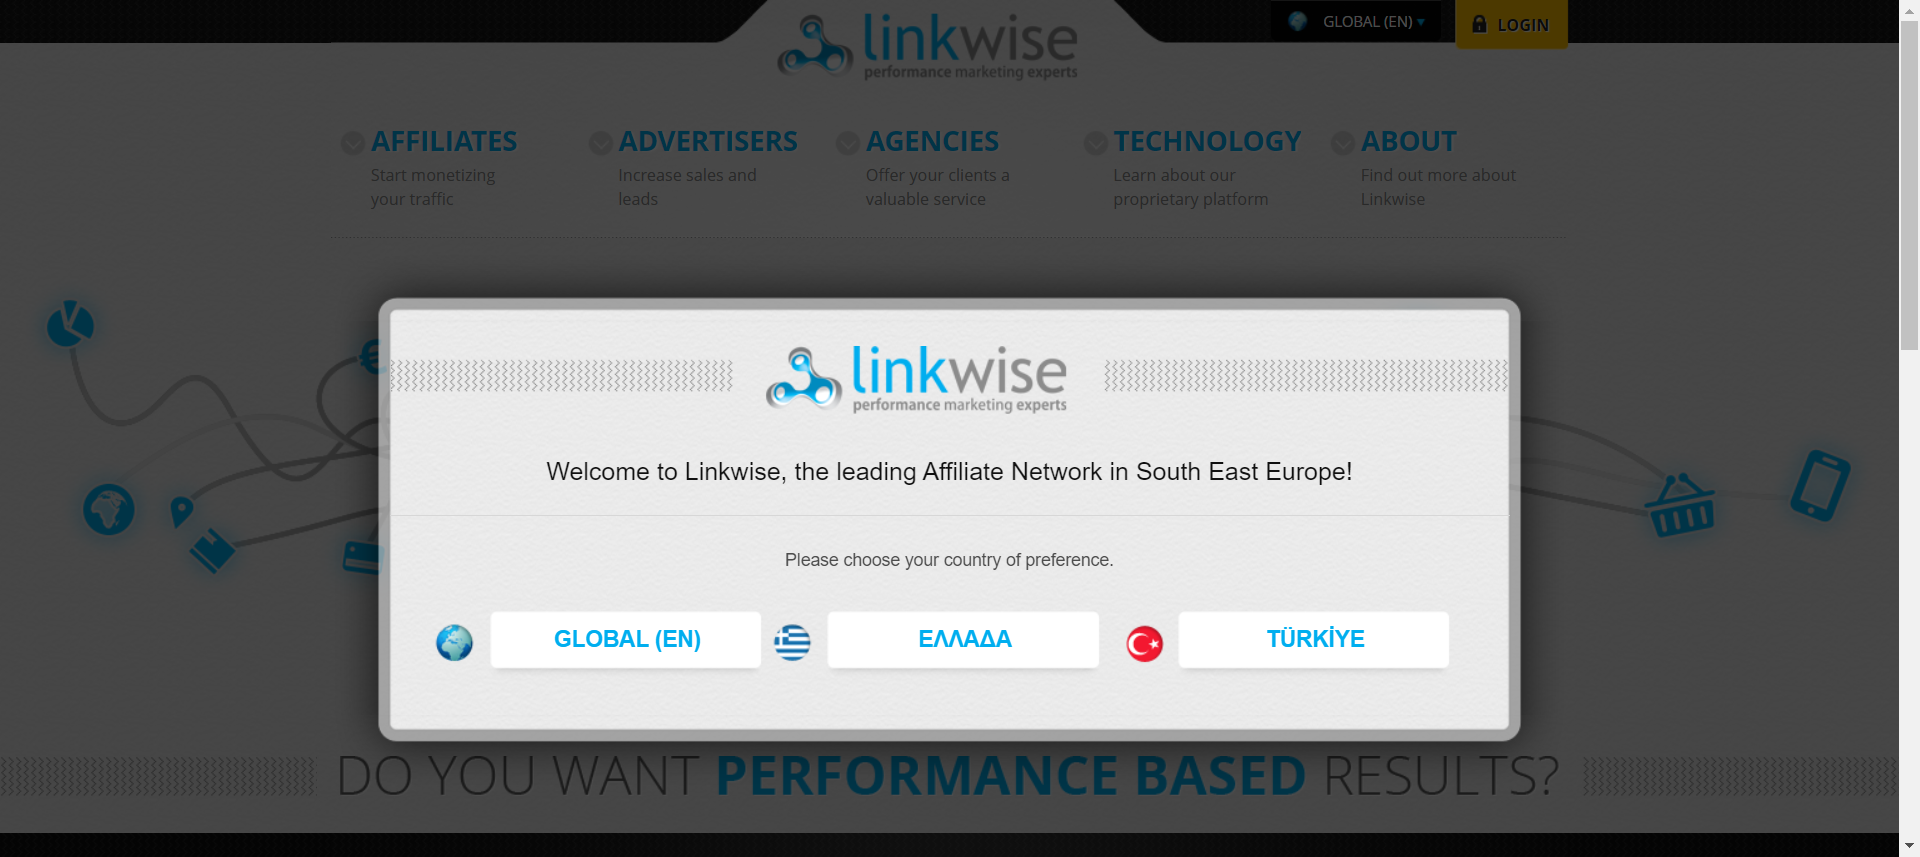 linkwise
performance marketing experts
GLOBAL (EN)
LOGIN
AFFILIATES
Start monetizing
your traffic
ADVERTISERS
Increase sales and
leads
AGENCIES
Offer your clients a
valuable service
TECHNOLOGY
Learn about our
proprietary platform
ABOUT
Find out more about
Linkwise
linkwise
performance marketing experts
Welcome to Linkwise, the leading Affiliate Network in South East Europe!
Please choose your country of preference.
GLOBAL (EN)
ΕΛΛΑΔΑ
TÜRKİYE
DO YOU WANT PERFORMANCE BASED RESULTS?